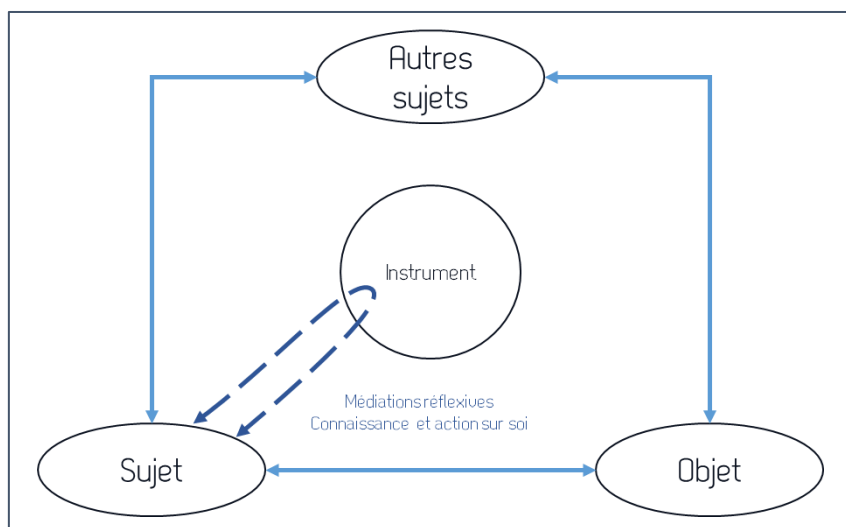 Autres
sujets
Instrument
Médiations réflexives
Connaissance et action sur soi
Sujet
Objet